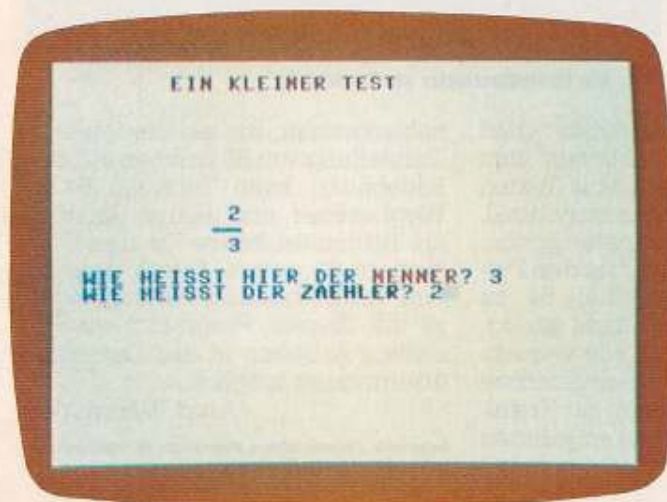 EIN KLEINER TEST
2
3
WIE HEISST HIER DER NENNER? 3
WIE HEISST DER ZAEHLER? 2